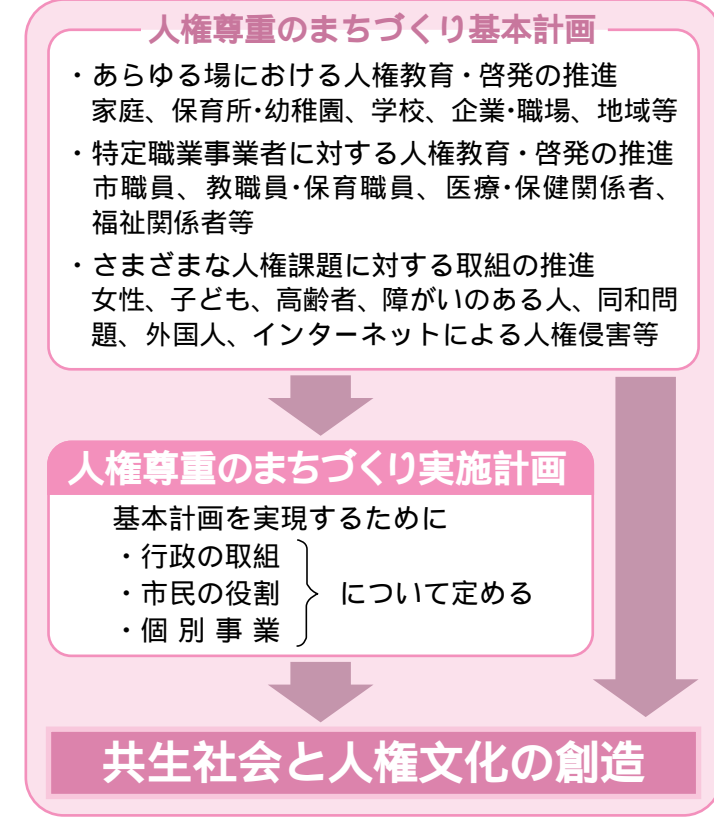 人権尊重のまちづくり基本計画
・あらゆる場における人権教育・啓発の推進
家庭、保育所・幼稚園、学校、企業・職場、地域等
・特定職業事業者に対する人権教育・啓発の推進
市職員、教職員・保育職員、医療・保健関係者、
福祉関係者等
・さまざまな人権課題に対する取組の推進
女性、子ども、高齢者、障がいのある人、同和問
題、外国人、インターネットによる人権侵害等
人権尊重のまちづくり実施計画
基本計画を実現するために
・行政の取組
・市民の役割 について定める
・個別事業
共生社会と人権文化の創造